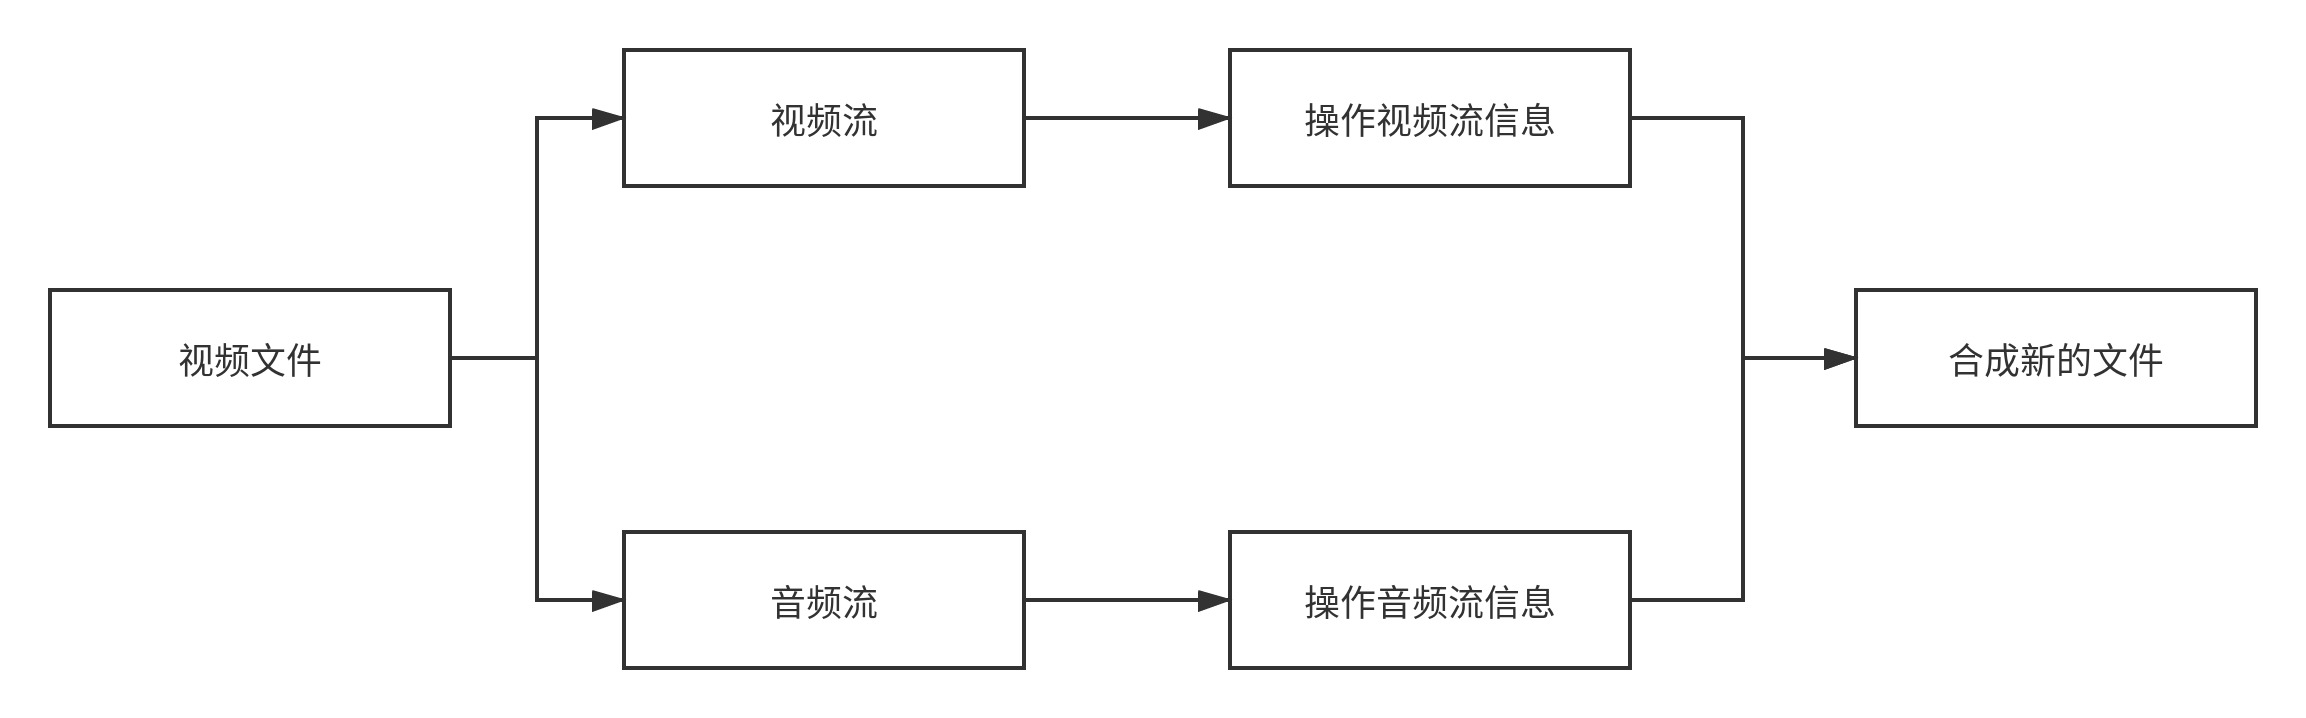 视频流
操作视频流信息
视频文件
合成新的文件
音频流
操作音频流信息